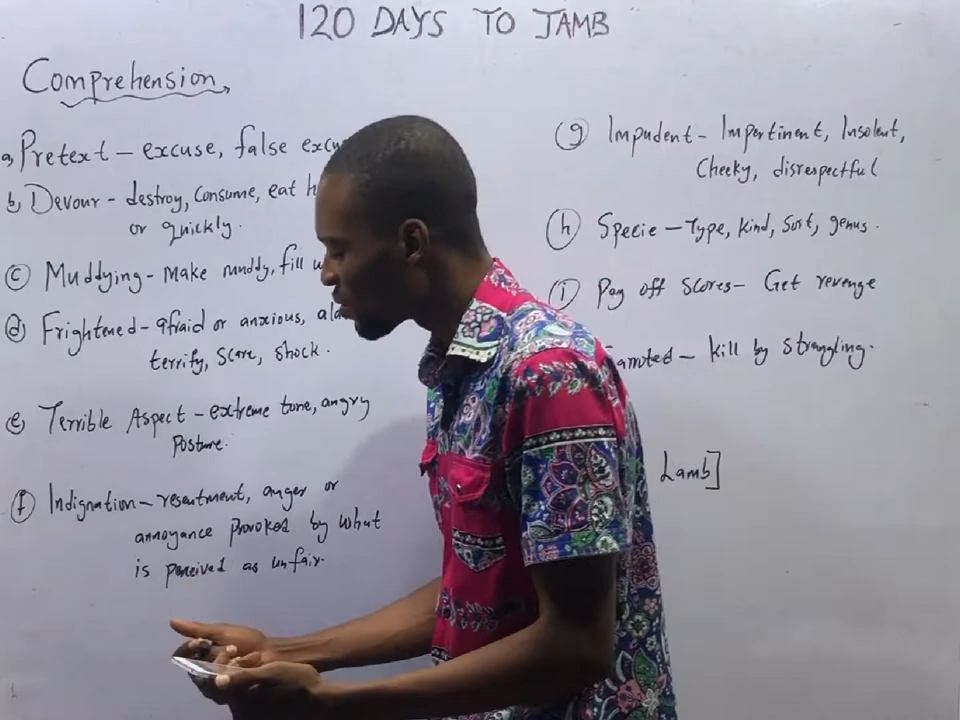 120 DAYS TO JAMB
Comprehension
a, Pretext - excuse, false
b, Devour - destroy, consume, eat
or quickly.
(c) Muddying - make muddy, fill
(d) Frightened - afraid or anxious,
terrify, scare, shock.
(e) Terrible Aspect - extreme tone, angry
posture.
(f) Indignation - resentment, anger or
annoyance provoked by what
is perceived as unfair.
(g) Impudent - Impertinent, Insolent,
Cheeky, disrespectful
(h) Specie - Type, kind, Sort, genus.
(i) Pay off scores - Get revenge
- kill by strangling.
Lamb]